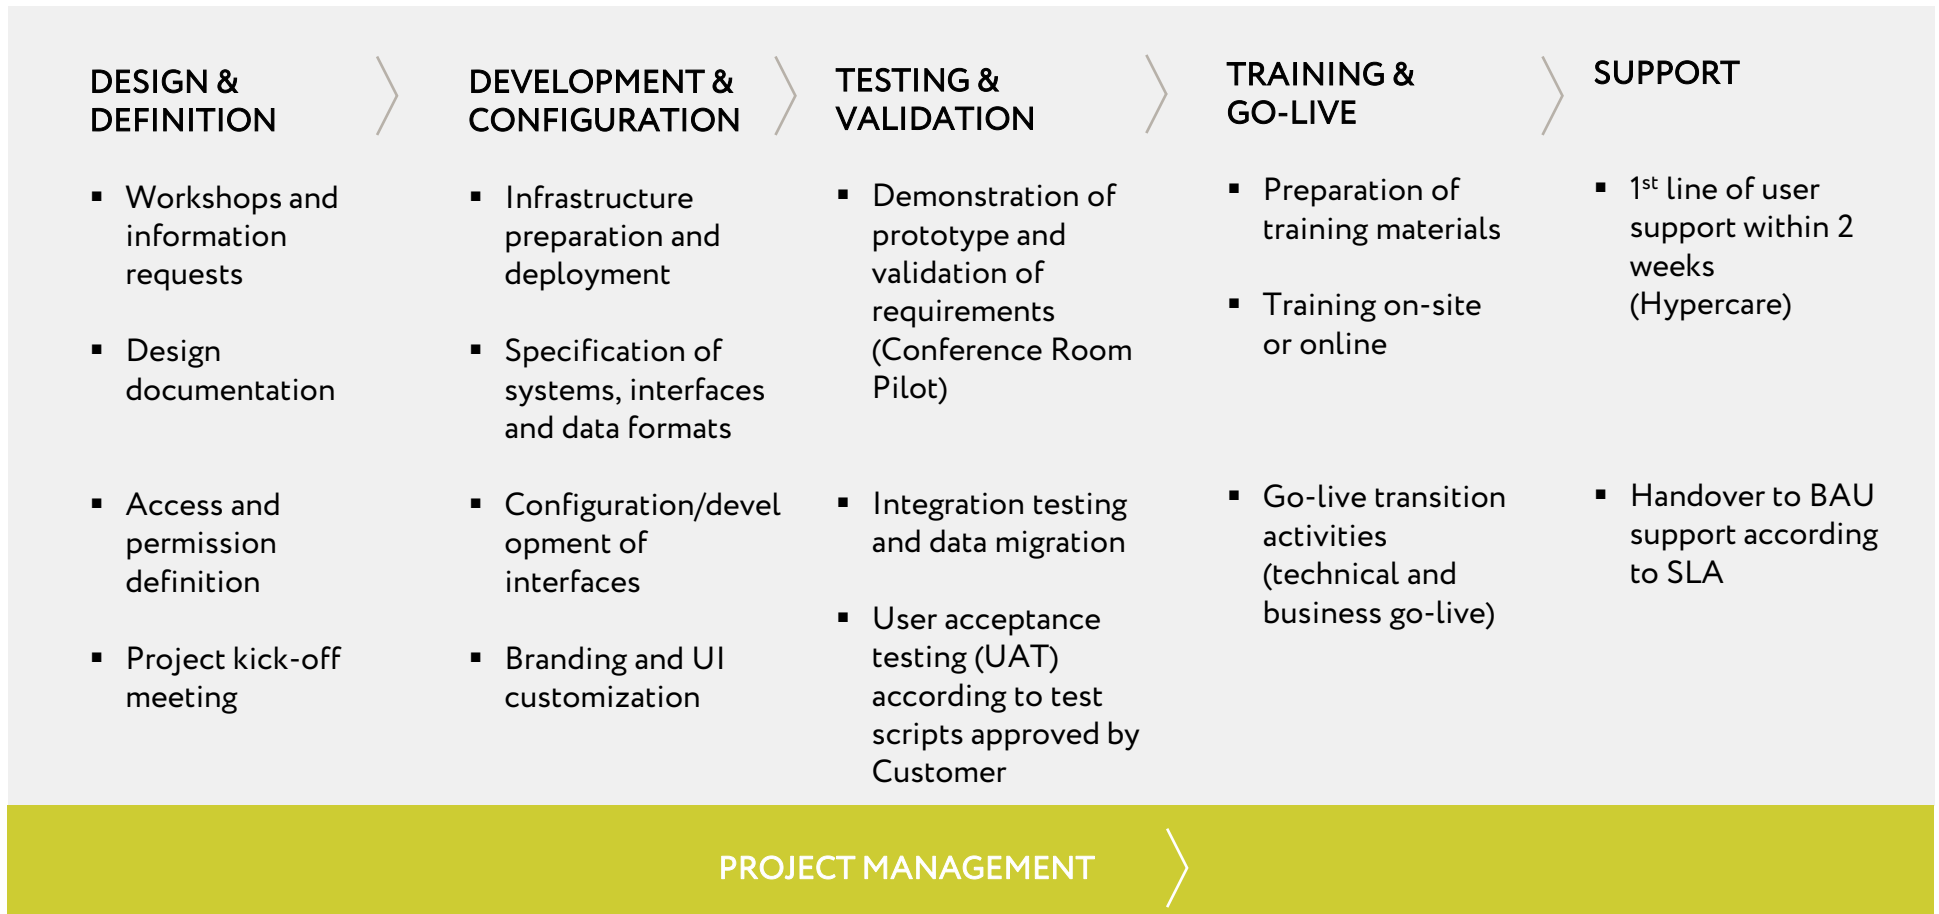 DESIGN &
DEFINITION
▪ Workshops and
information
requests
▪ Design
documentation
▪ Access and
permission
definition
▪ Project kick-off
meeting
DEVELOPMENT &
CONFIGURATION
▪ Infrastructure
preparation and
deployment
▪ Specification of
systems, interfaces
and data formats
▪ Configuration/devel
opment of
interfaces
▪ Branding and UI
customization
TESTING &
VALIDATION
▪ Demonstration of
prototype and
validation of
requirements
(Conference Room
Pilot)
▪ Integration testing
and data migration
▪ User acceptance
testing (UAT)
according to test
scripts approved by
Customer
TRAINING &
GO-LIVE
▪ Preparation of
training materials
▪ Training on-site
or online
▪ Go-live transition
activities
(technical and
business go-live)
SUPPORT
▪ 1st line of user
support within 2
weeks
(Hypercare)
▪ Handover to BAU
support according
to SLA
PROJECT MANAGEMENT